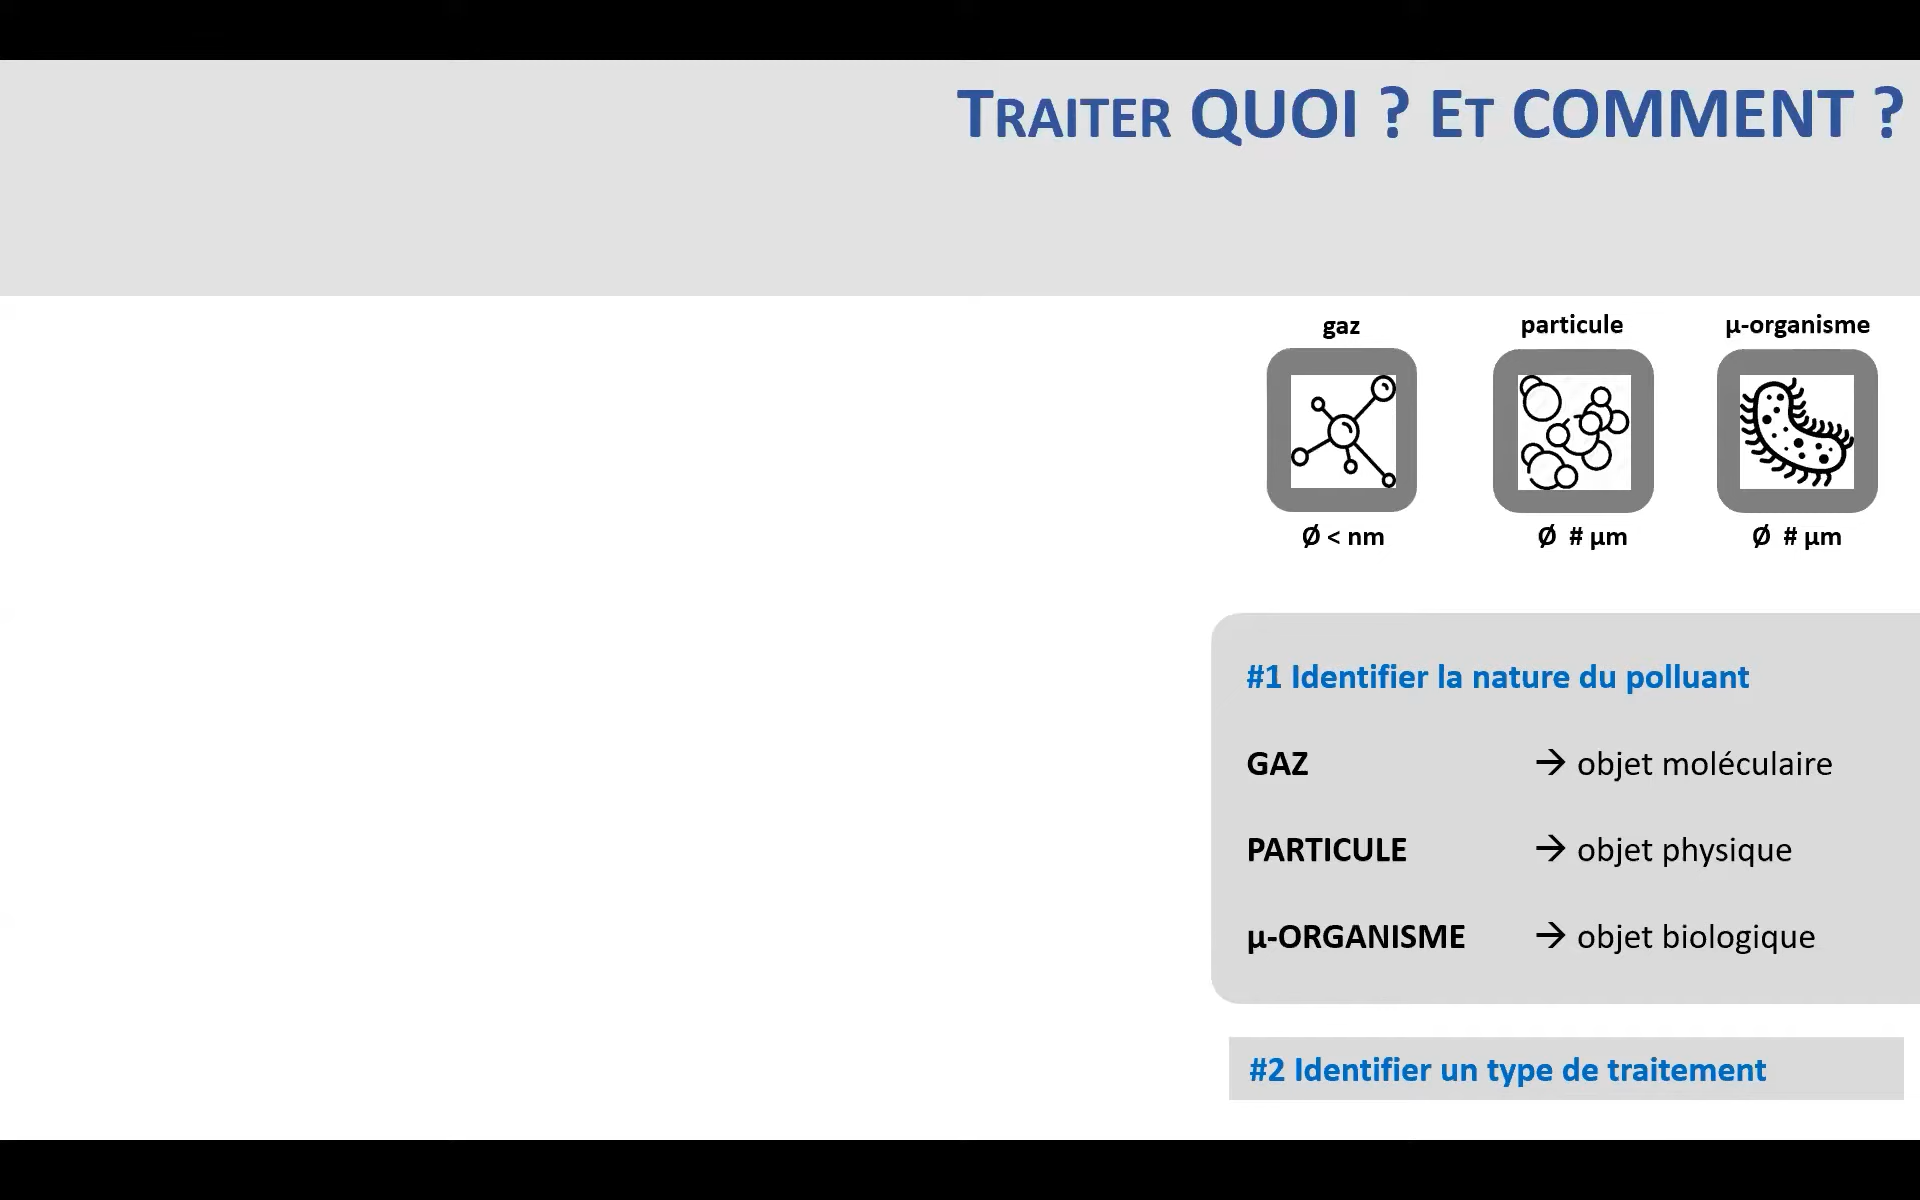 TRAITER QUOI ? ET COMMENT ?
gaz particule µ-organisme
Ø < nm Ø # µm Ø # µm
#1 Identifier la nature du polluant
GAZ → objet moléculaire
PARTICULE → objet physique
µ-ORGANISME → objet biologique
#2 Identifier un type de traitement